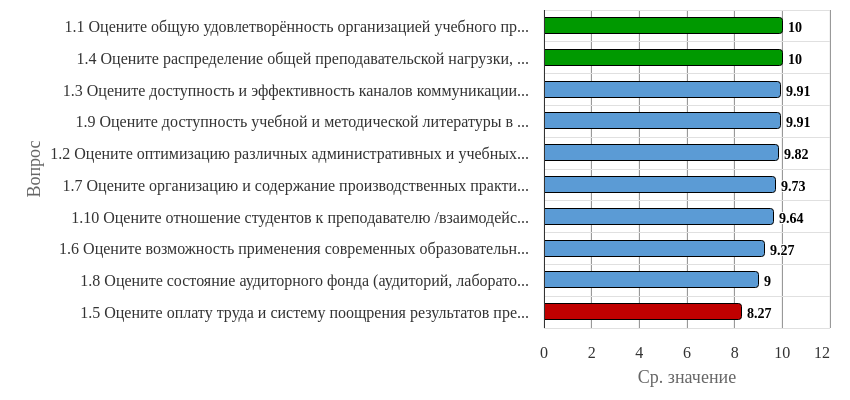 1.1 Оцените общую удовлетворённость организацией учебного пр... 10
1.4 Оцените распределение общей преподавательской нагрузки, ... 10
1.3 Оцените доступность и эффективность каналов коммуникации... 9.91
1.9 Оцените доступность учебной и методической литературы в ... 9.91
Вопрос
1.2 Оцените оптимизацию различных административных и учебных... 9.82
1.7 Оцените организацию и содержание производственных практи... 9.73
1.10 Оцените отношение студентов к преподавателю /взаимодейс... 9.64
1.6 Оцените возможность применения современных образовательн... 9.27
1.8 Оцените состояние аудиторного фонда (аудиторий, лаборато... 9
1.5 Оцените оплату труда и систему поощрения результатов пре... 8.27
0 2 4 6 8 10 12
Ср. значение